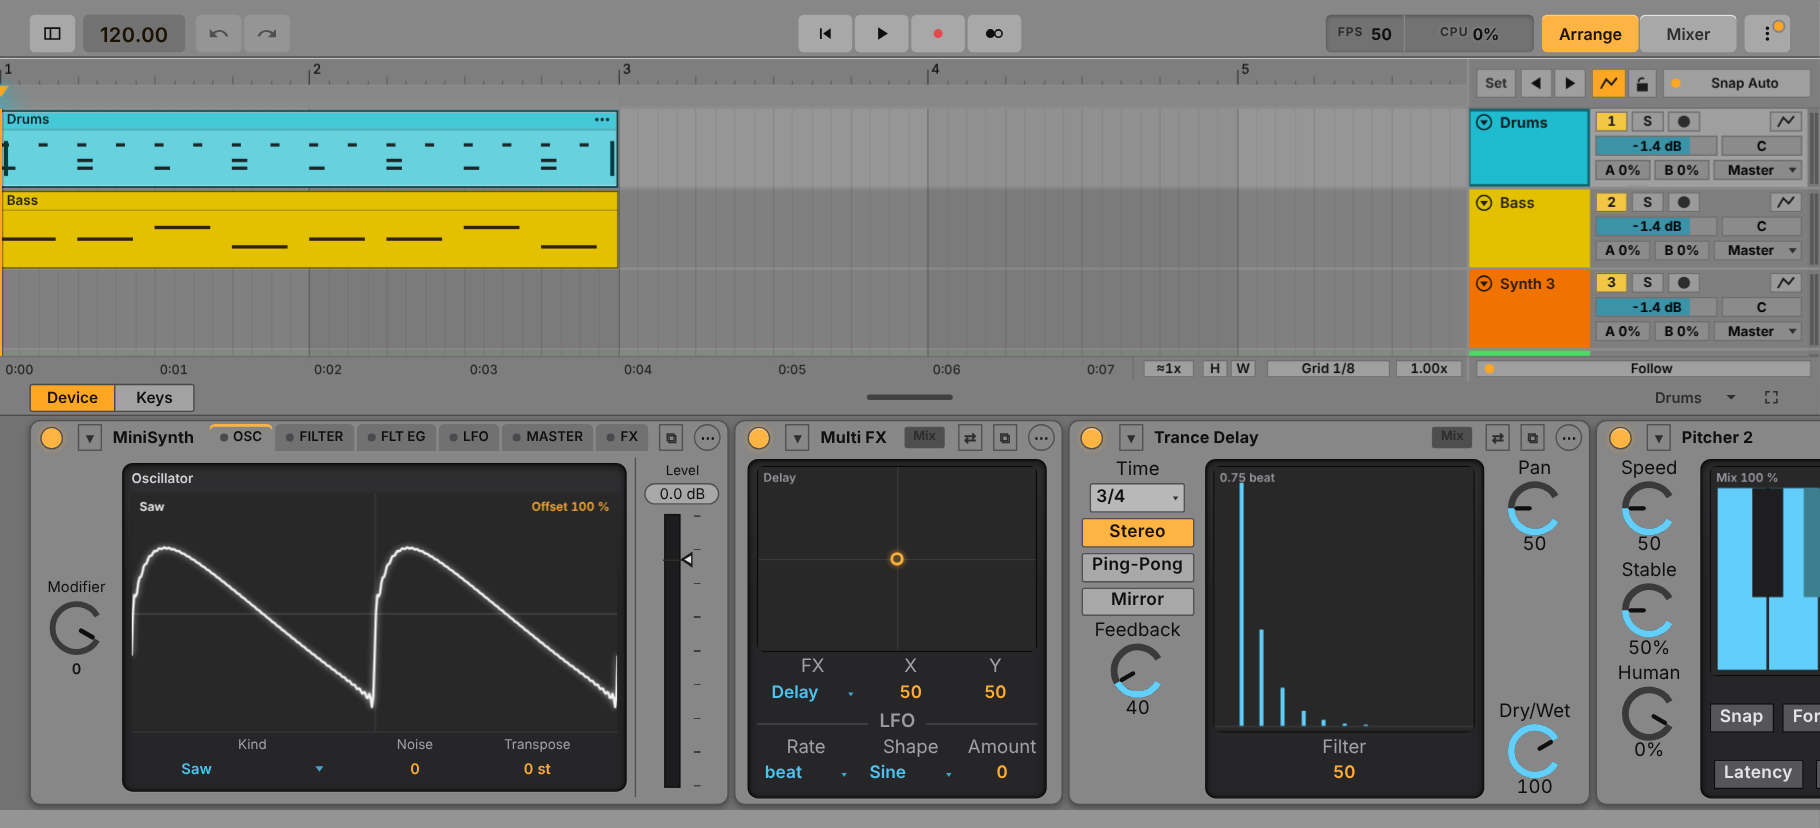 120.00
FPS 50 CPU 0% Arrange Mixer
1 2 3 4 5
Set Snap Auto
Drums
Drums 1 S
-1.4 dB C
A 0% B 0% Master
Bass
Bass 2 S
-1.4 dB C
A 0% B 0% Master
Synth 3 3 S
-1.4 dB C
A 0% B 0% Master
0:00 0:01 0:02 0:03 0:04 0:05 0:06 0:07 ≈1x H W Grid 1/8 1.00x Follow
Device Keys Drums
MiniSynth OSC FILTER FLT EG LFO MASTER FX
Oscillator
Saw Offset 100 %
Modifier
0
Kind Noise Transpose
Saw 0 0 st
Level
0.0 dB
Multi FX Mix
Delay
FX X Y
Delay 50 50
LFO
Rate Shape Amount
beat Sine 0
Trance Delay Mix
Time
3/4
Stereo
Ping-Pong
Mirror
Feedback
40
0.75 beat
Filter
50
Pan
50
Dry/Wet
100
Pitcher 2
Speed
50
Stable
50%
Human
0%
Mix 100 %
Snap For
Latency